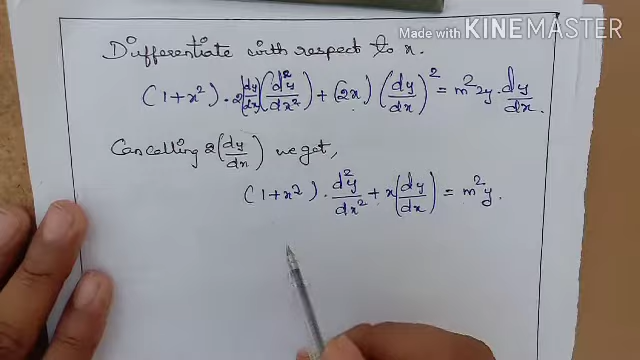 Made with KINEMASTER
Differentiate with respect to x.
(1+x²) . 2(dy/dx)(d²y/dx²) + (2x) (dy/dx)² = m² 2y . dy/dx.
Cancelling 2(dy/dx) we get,
(1+x²) . d²y/dx² + x(dy/dx) = m²y.